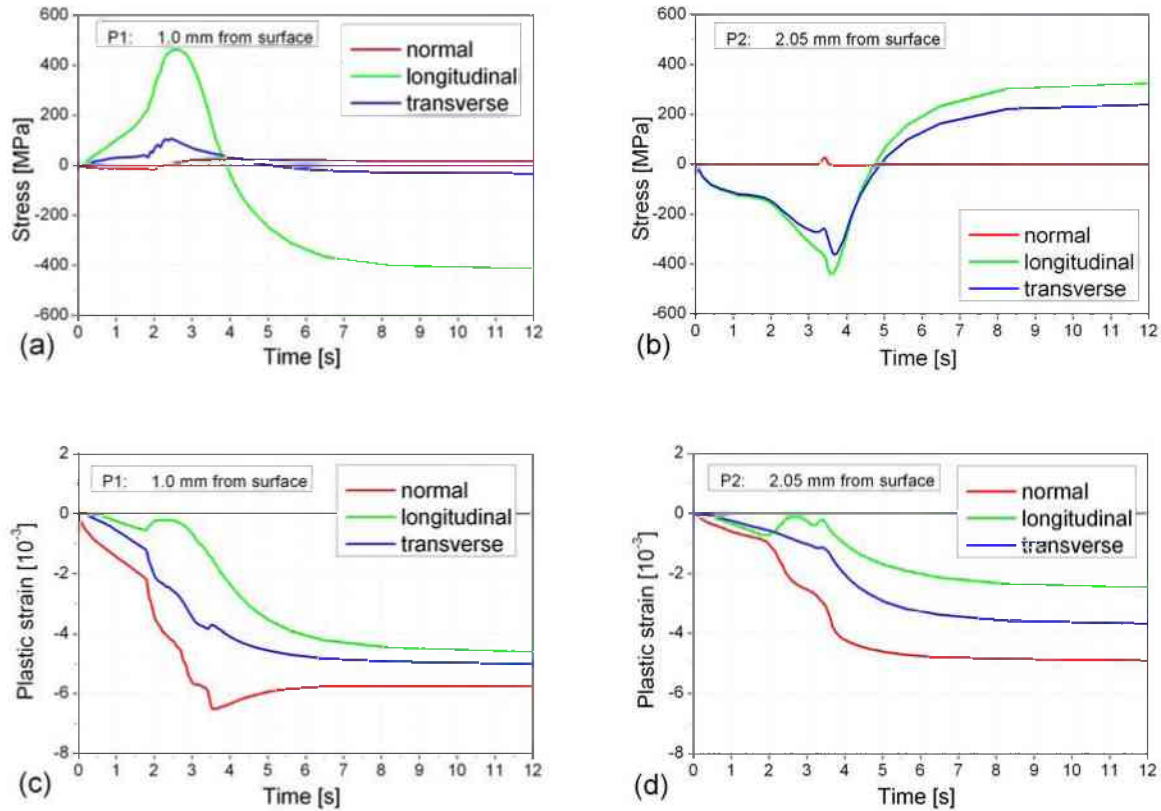 600
400
200
0
-200
-400
-600
Stress [MPa]
P1: 1.0 mm from surface
normal
longitudinal
transverse
0 1 2 3 4 5 6 7 8 9 10 11 12
Time [s]
(a)
600
400
200
0
-200
-400
-600
Stress [MPa]
P2: 2.05 mm from surface
normal
longitudinal
transverse
0 1 2 3 4 5 6 7 8 9 10 11 12
Time [s]
(b)
2
0
-2
-4
-6
-8
Plastic strain [10⁻³]
P1: 1.0 mm from surface
normal
longitudinal
transverse
0 1 2 3 4 5 6 7 8 9 10 11 12
Time [s]
(c)
2
0
-2
-4
-6
-8
Plastic strain [10⁻³]
P2: 2.05 mm from surface
normal
longitudinal
transverse
0 1 2 3 4 5 6 7 8 9 10 11 12
Time [s]
(d)